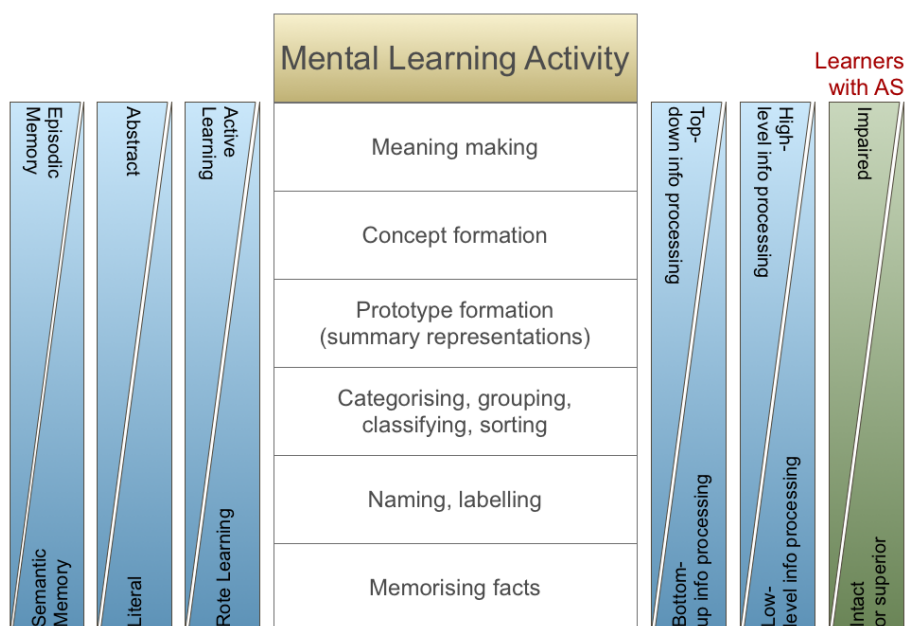 Mental Learning Activity
Learners
with AS
Episodic
Memory
Semantic
Memory
Abstract
Literal
Active
Learning
Rote Learning
Meaning making
Concept formation
Prototype formation
(summary representations)
Categorising, grouping,
classifying, sorting
Naming, labelling
Memorising facts
Top-
down info processing
Bottom-
up info processing
High-
level info processing
Low-
level info processing
Impaired
Intact
or superior